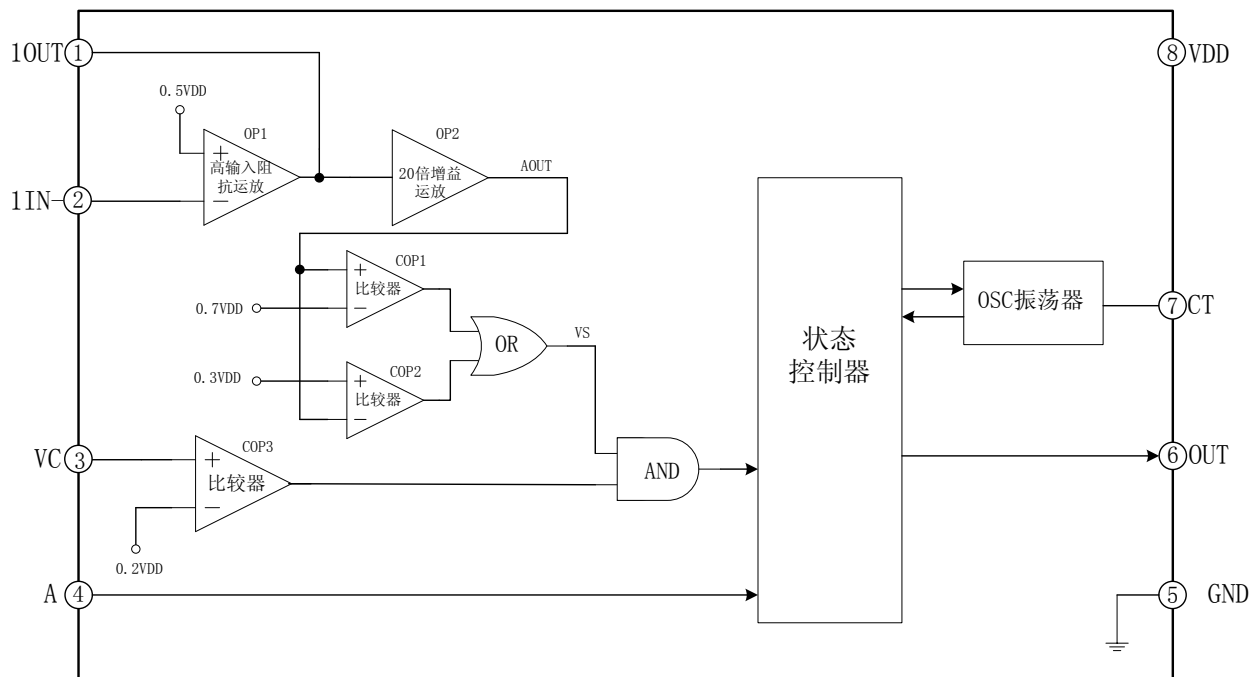 1OUT ① ⑧ VDD
0.5VDD
OP1 OP2
+ 高输入阻
抗运放
−
20倍增益
运放
AOUT
1IN- ②
COP1
+
比较器
−
0.7VDD
OR
VS
COP2
+
比较器
−
0.3VDD
状态
控制器
OSC振荡器
⑦ CT
VC ③
COP3
+
比较器
−
0.2VDD
AND
⑥ OUT
A ④
⑤ GND